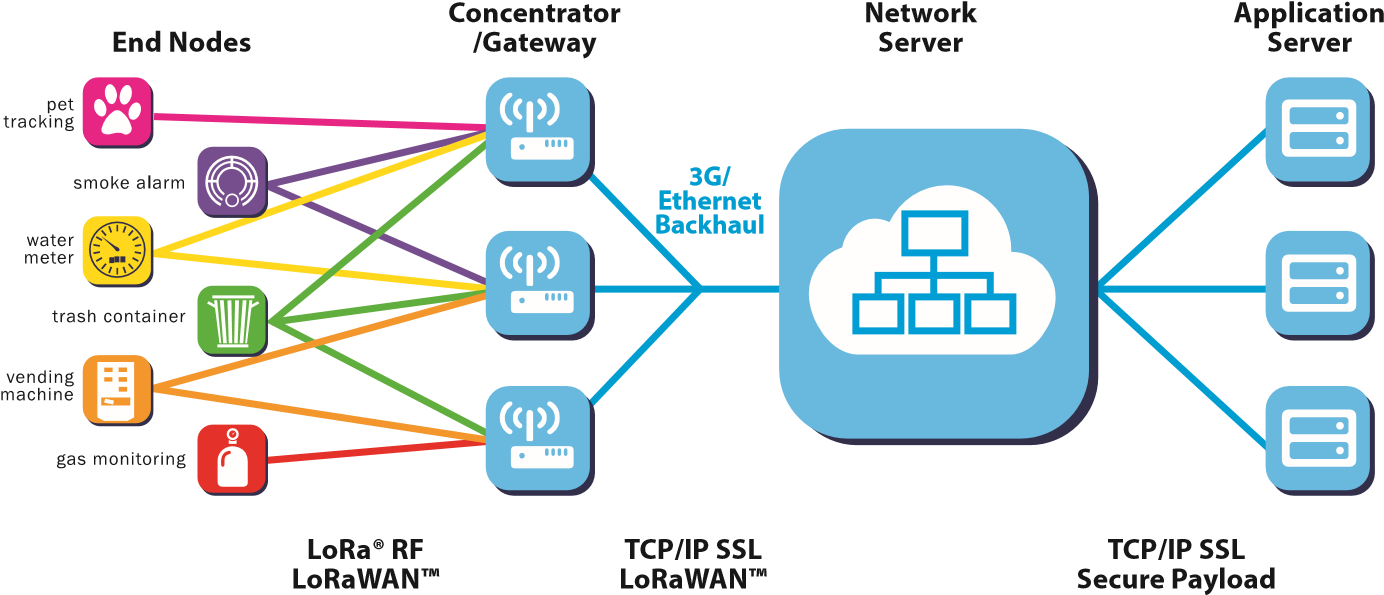 End Nodes
Concentrator
/Gateway
Network
Server
Application
Server
pet
tracking
smoke alarm
water
meter
trash container
vending
machine
gas monitoring
3G/
Ethernet
Backhaul
LoRa® RF
LoRaWAN™
TCP/IP SSL
LoRaWAN™
TCP/IP SSL
Secure Payload